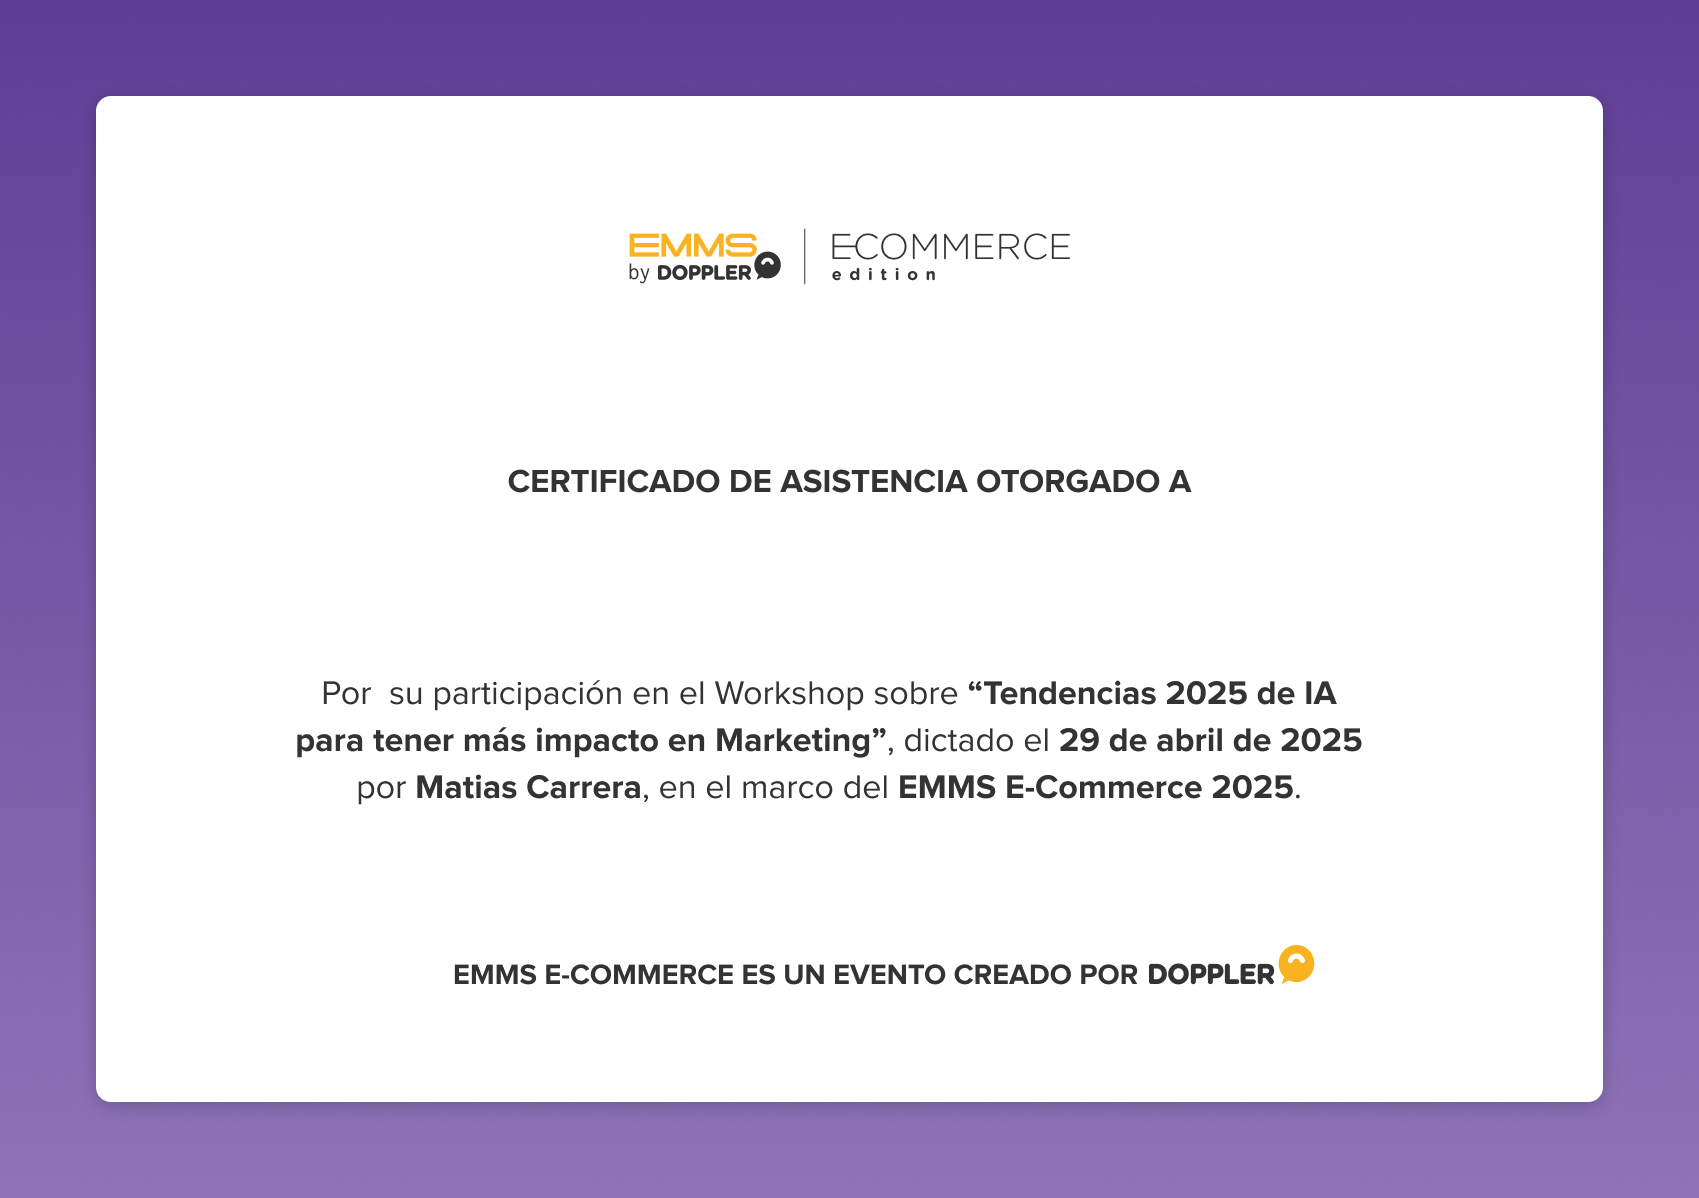 EMMS
by DOPPLER
ECOMMERCE
edition
CERTIFICADO DE ASISTENCIA OTORGADO A
Por  su participación en el Workshop sobre “Tendencias 2025 de IA
para tener más impacto en Marketing”, dictado el 29 de abril de 2025
por Matias Carrera, en el marco del EMMS E-Commerce 2025.
EMMS E-COMMERCE ES UN EVENTO CREADO POR DOPPLER